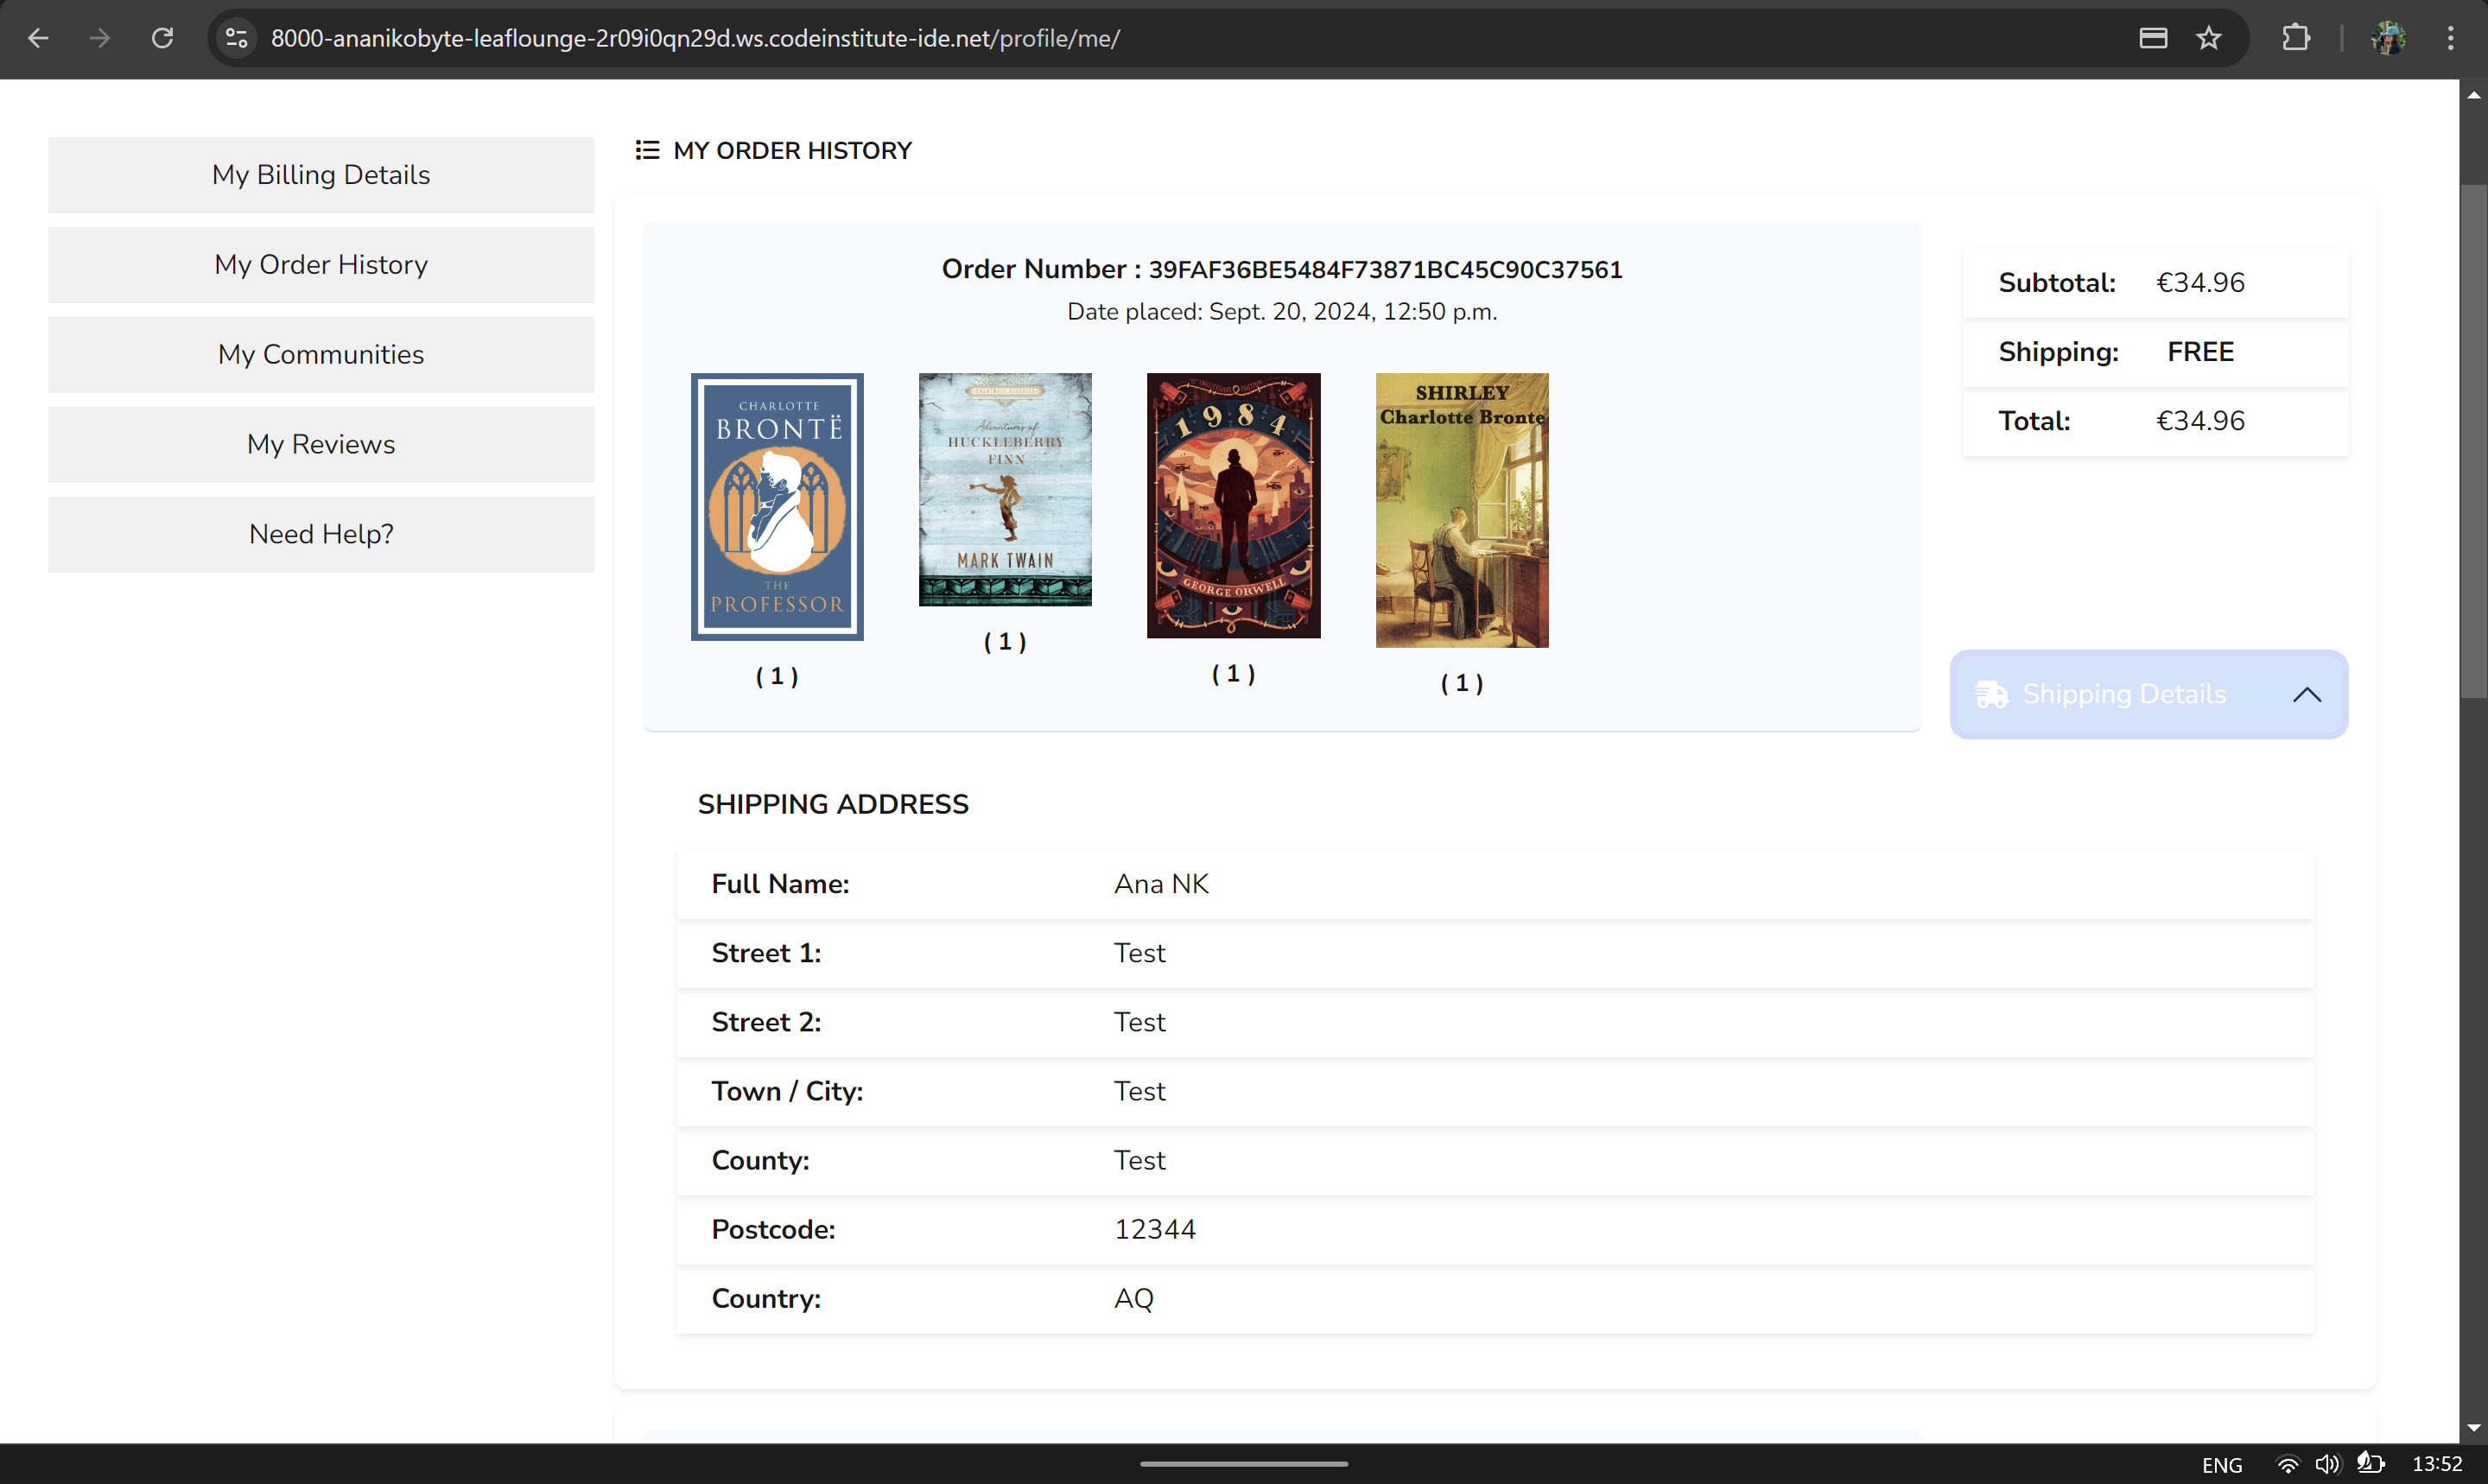 8000-ananikobyte-leaflounge-2r09i0qn29d.ws.codeinstitute-ide.net/profile/me/
My Billing Details
My Order History
My Communities
My Reviews
Need Help?
MY ORDER HISTORY
Order Number : 39FAF36BE5484F73871BC45C90C37561
Date placed: Sept. 20, 2024, 12:50 p.m.
CHARLOTTE
BRONTË
THE
PROFESSOR
( 1 )
Adventures of
HUCKLEBERRY
FINN
MARK TWAIN
( 1 )
1984
GEORGE ORWELL
( 1 )
SHIRLEY
Charlotte Bronte
( 1 )
Subtotal: €34.96
Shipping: FREE
Total: €34.96
Shipping Details
SHIPPING ADDRESS
Full Name: Ana NK
Street 1: Test
Street 2: Test
Town / City: Test
County: Test
Postcode: 12344
Country: AQ
ENG 13:52